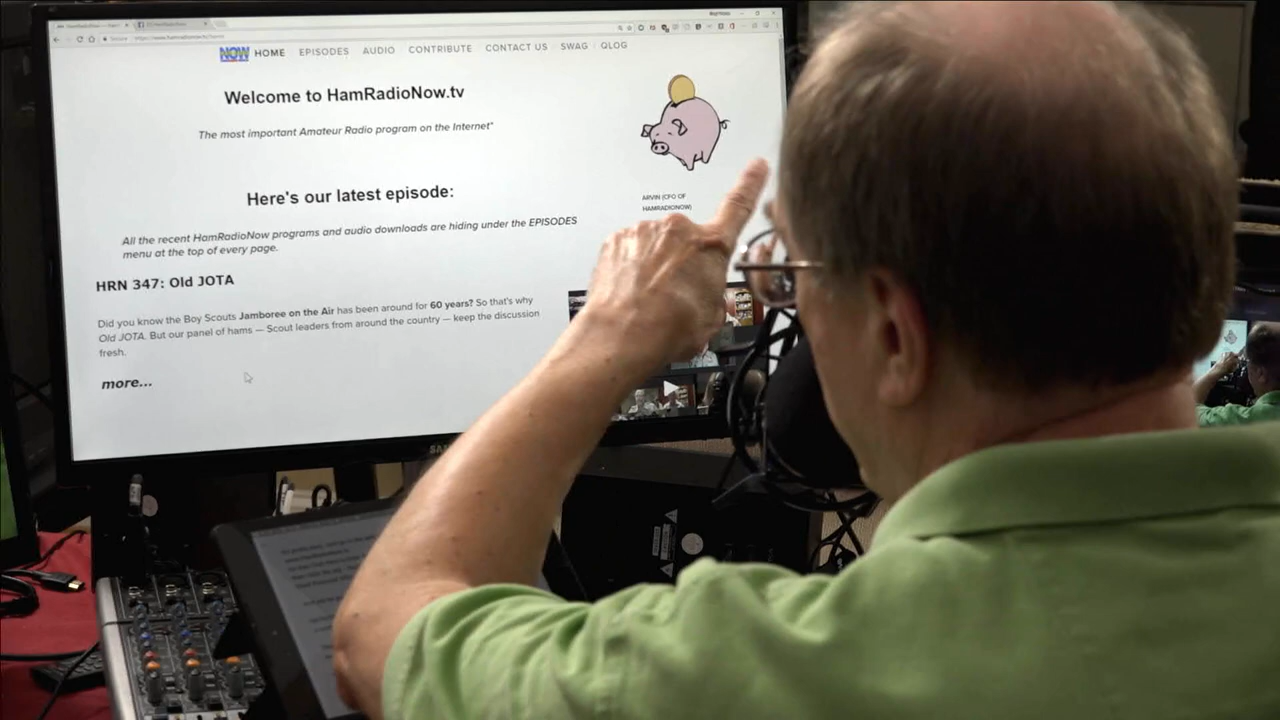 NOW HOME EPISODES AUDIO CONTRIBUTE CONTACT US SWAG QLOG
Welcome to HamRadioNow.tv
The most important Amateur Radio program on the Internet*
ARVIN (CFO OF
HAMRADIONOW)
Here's our latest episode:
All the recent HamRadioNow programs and audio downloads are hiding under the EPISODES
menu at the top of every page.
HRN 347: Old JOTA
Did you know the Boy Scouts Jamboree on the Air has been around for 60 years? So that's why
Old JOTA. But our panel of hams — Scout leaders from around the country — keep the discussion
fresh.
more...